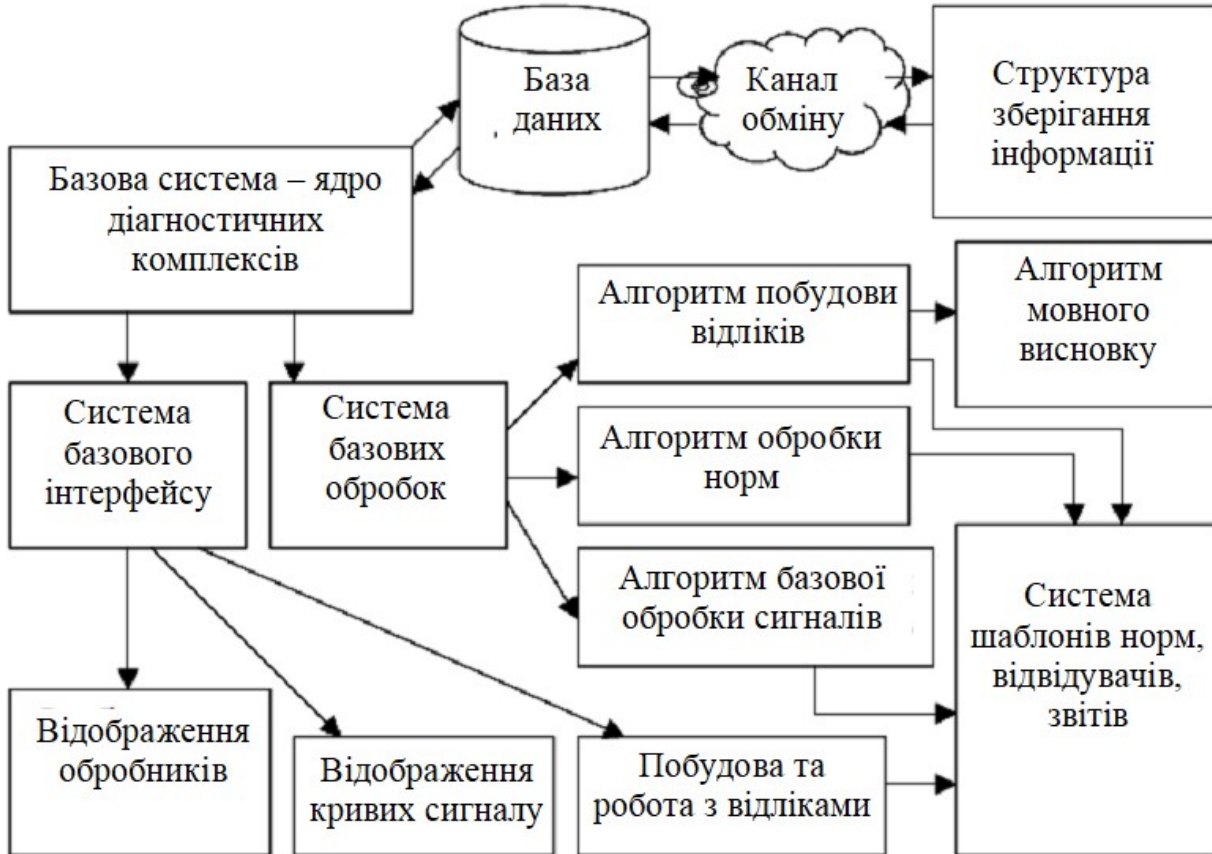 База
даних
Канал
обміну
Структура
зберігання
інформації
Базова система – ядро
діагностичних
комплексів
Алгоритм побудови
відліків
Алгоритм
мовного
висновку
Система
базового
інтерфейсу
Система
базових
обробок
Алгоритм обробки
норм
Алгоритм базової
обробки сигналів
Система
шаблонів норм,
відвідувачів,
звітів
Відображення
обробників
Відображення
кривих сигналу
Побудова та
робота з відліками